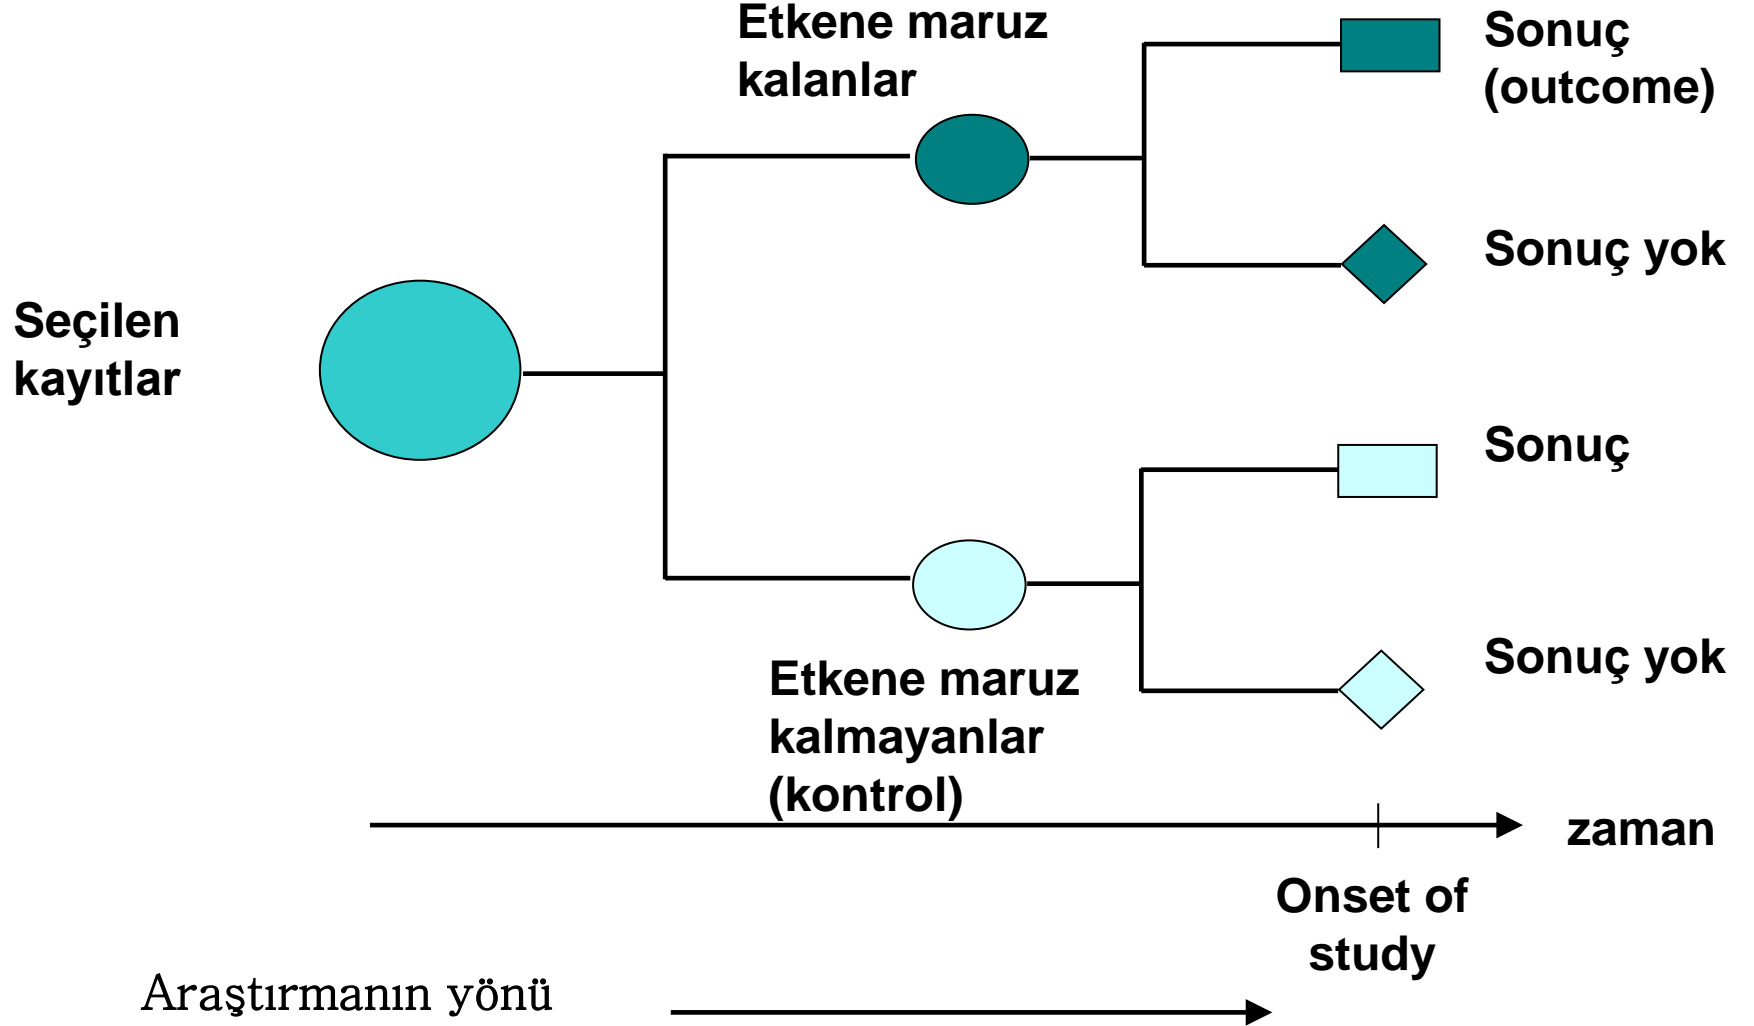 Etkene maruz
kalanlar
Sonuç
(outcome)
Sonuç yok
Seçilen
kayıtlar
Sonuç
Sonuç yok
Etkene maruz
kalmayanlar
(kontrol)
zaman
Onset of
study
Araştırmanın yönü